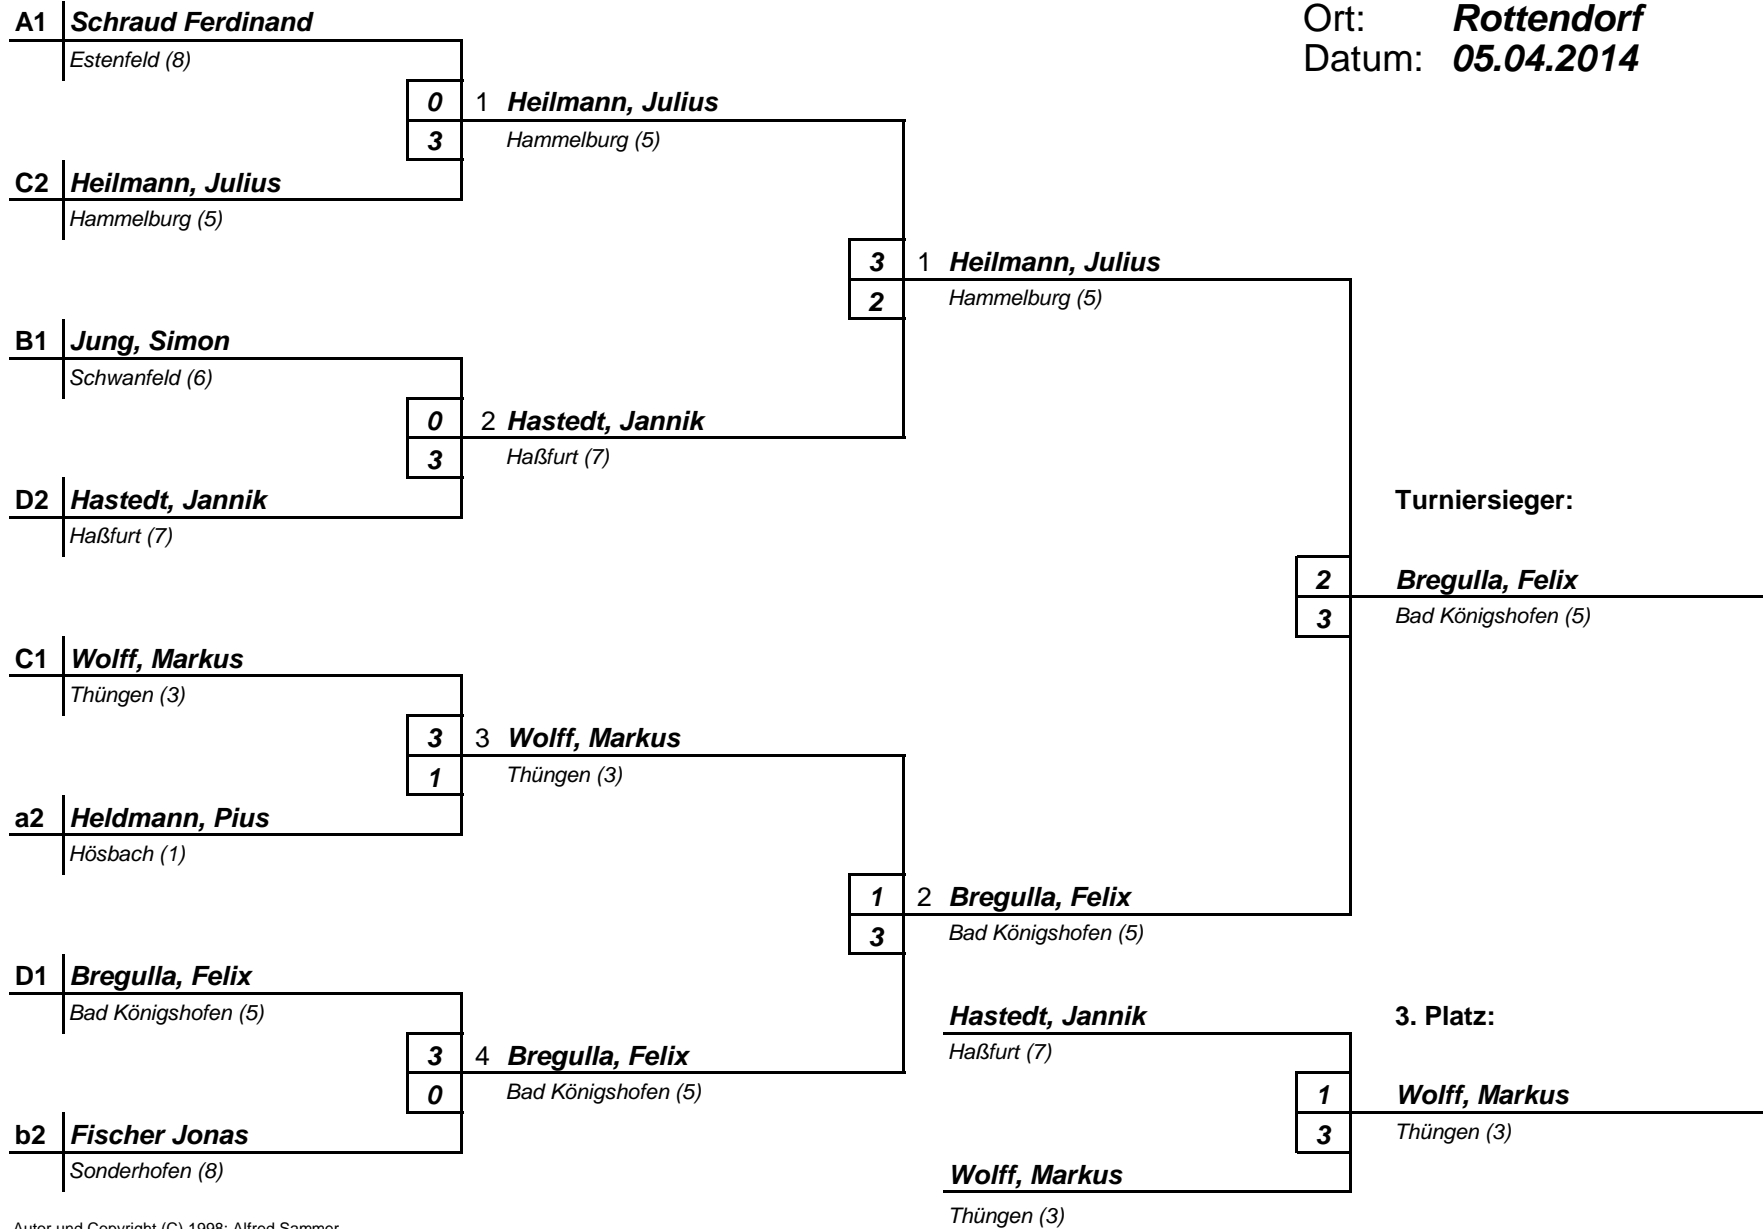 A1 Schraud Ferdinand
Estenfeld (8)
Ort: Rottendorf
Datum: 05.04.2014
0 1 Heilmann, Julius
3 Hammelburg (5)
C2 Heilmann, Julius
Hammelburg (5)
3 1 Heilmann, Julius
2 Hammelburg (5)
B1 Jung, Simon
Schwanfeld (6)
0 2 Hastedt, Jannik
3 Haßfurt (7)
D2 Hastedt, Jannik
Haßfurt (7)
Turniersieger:
2 Bregulla, Felix
3 Bad Königshofen (5)
C1 Wolff, Markus
Thüngen (3)
3 3 Wolff, Markus
1 Thüngen (3)
a2 Heldmann, Pius
Hösbach (1)
1 2 Bregulla, Felix
3 Bad Königshofen (5)
D1 Bregulla, Felix
Bad Königshofen (5)
Hastedt, Jannik
Haßfurt (7)
3. Platz:
3 4 Bregulla, Felix
0 Bad Königshofen (5)
1 Wolff, Markus
3 Thüngen (3)
b2 Fischer Jonas
Sonderhofen (8)
Wolff, Markus
Thüngen (3)
Autor und Copyright (C) 1998: Alfred Sammer